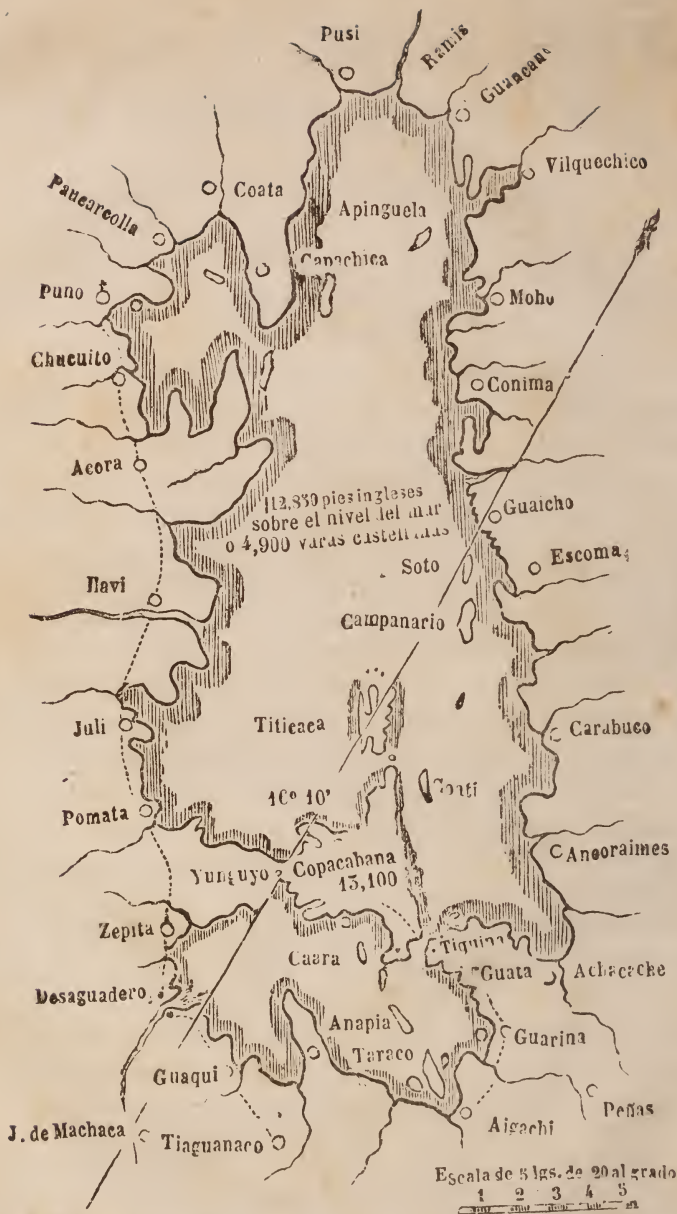 Pusi
Ramis
Guancane
Vilquechico
Coata
Paucarcolla
Apinguela
Capachica
Puno
Moho
Chucuito
Conima
Acora
12,850 pies ingleses
sobre el nivel del mar
o 4,900 varas castellanas
Guaicho
Soto
Escoma
Ilavi
Campanario
Titicaca
Juli
Carabuco
Coati
16º 10'
Pomata
Yunguyo
Copacabana
13,100
Ancoraimes
Zepita
Tiquina
Caara
Guata
Achacache
Desaguadero
Anapia
Guarina
Taraco
Guaqui
Peñas
Aigachi
J. de Machaca
Tiaguanaco
Escala de 5 lgs. de 20 al grado
1 2 3 4 5